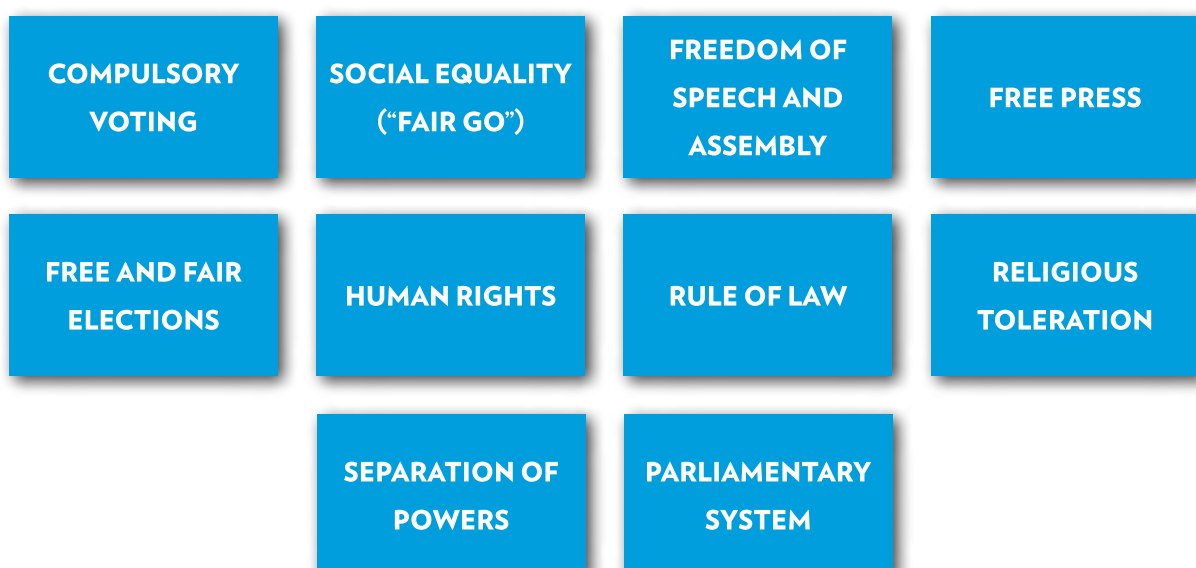 COMPULSORY
VOTING
SOCIAL EQUALITY
(“FAIR GO”)
FREEDOM OF
SPEECH AND
ASSEMBLY
FREE PRESS
FREE AND FAIR
ELECTIONS
HUMAN RIGHTS
RULE OF LAW
RELIGIOUS
TOLERATION
SEPARATION OF
POWERS
PARLIAMENTARY
SYSTEM